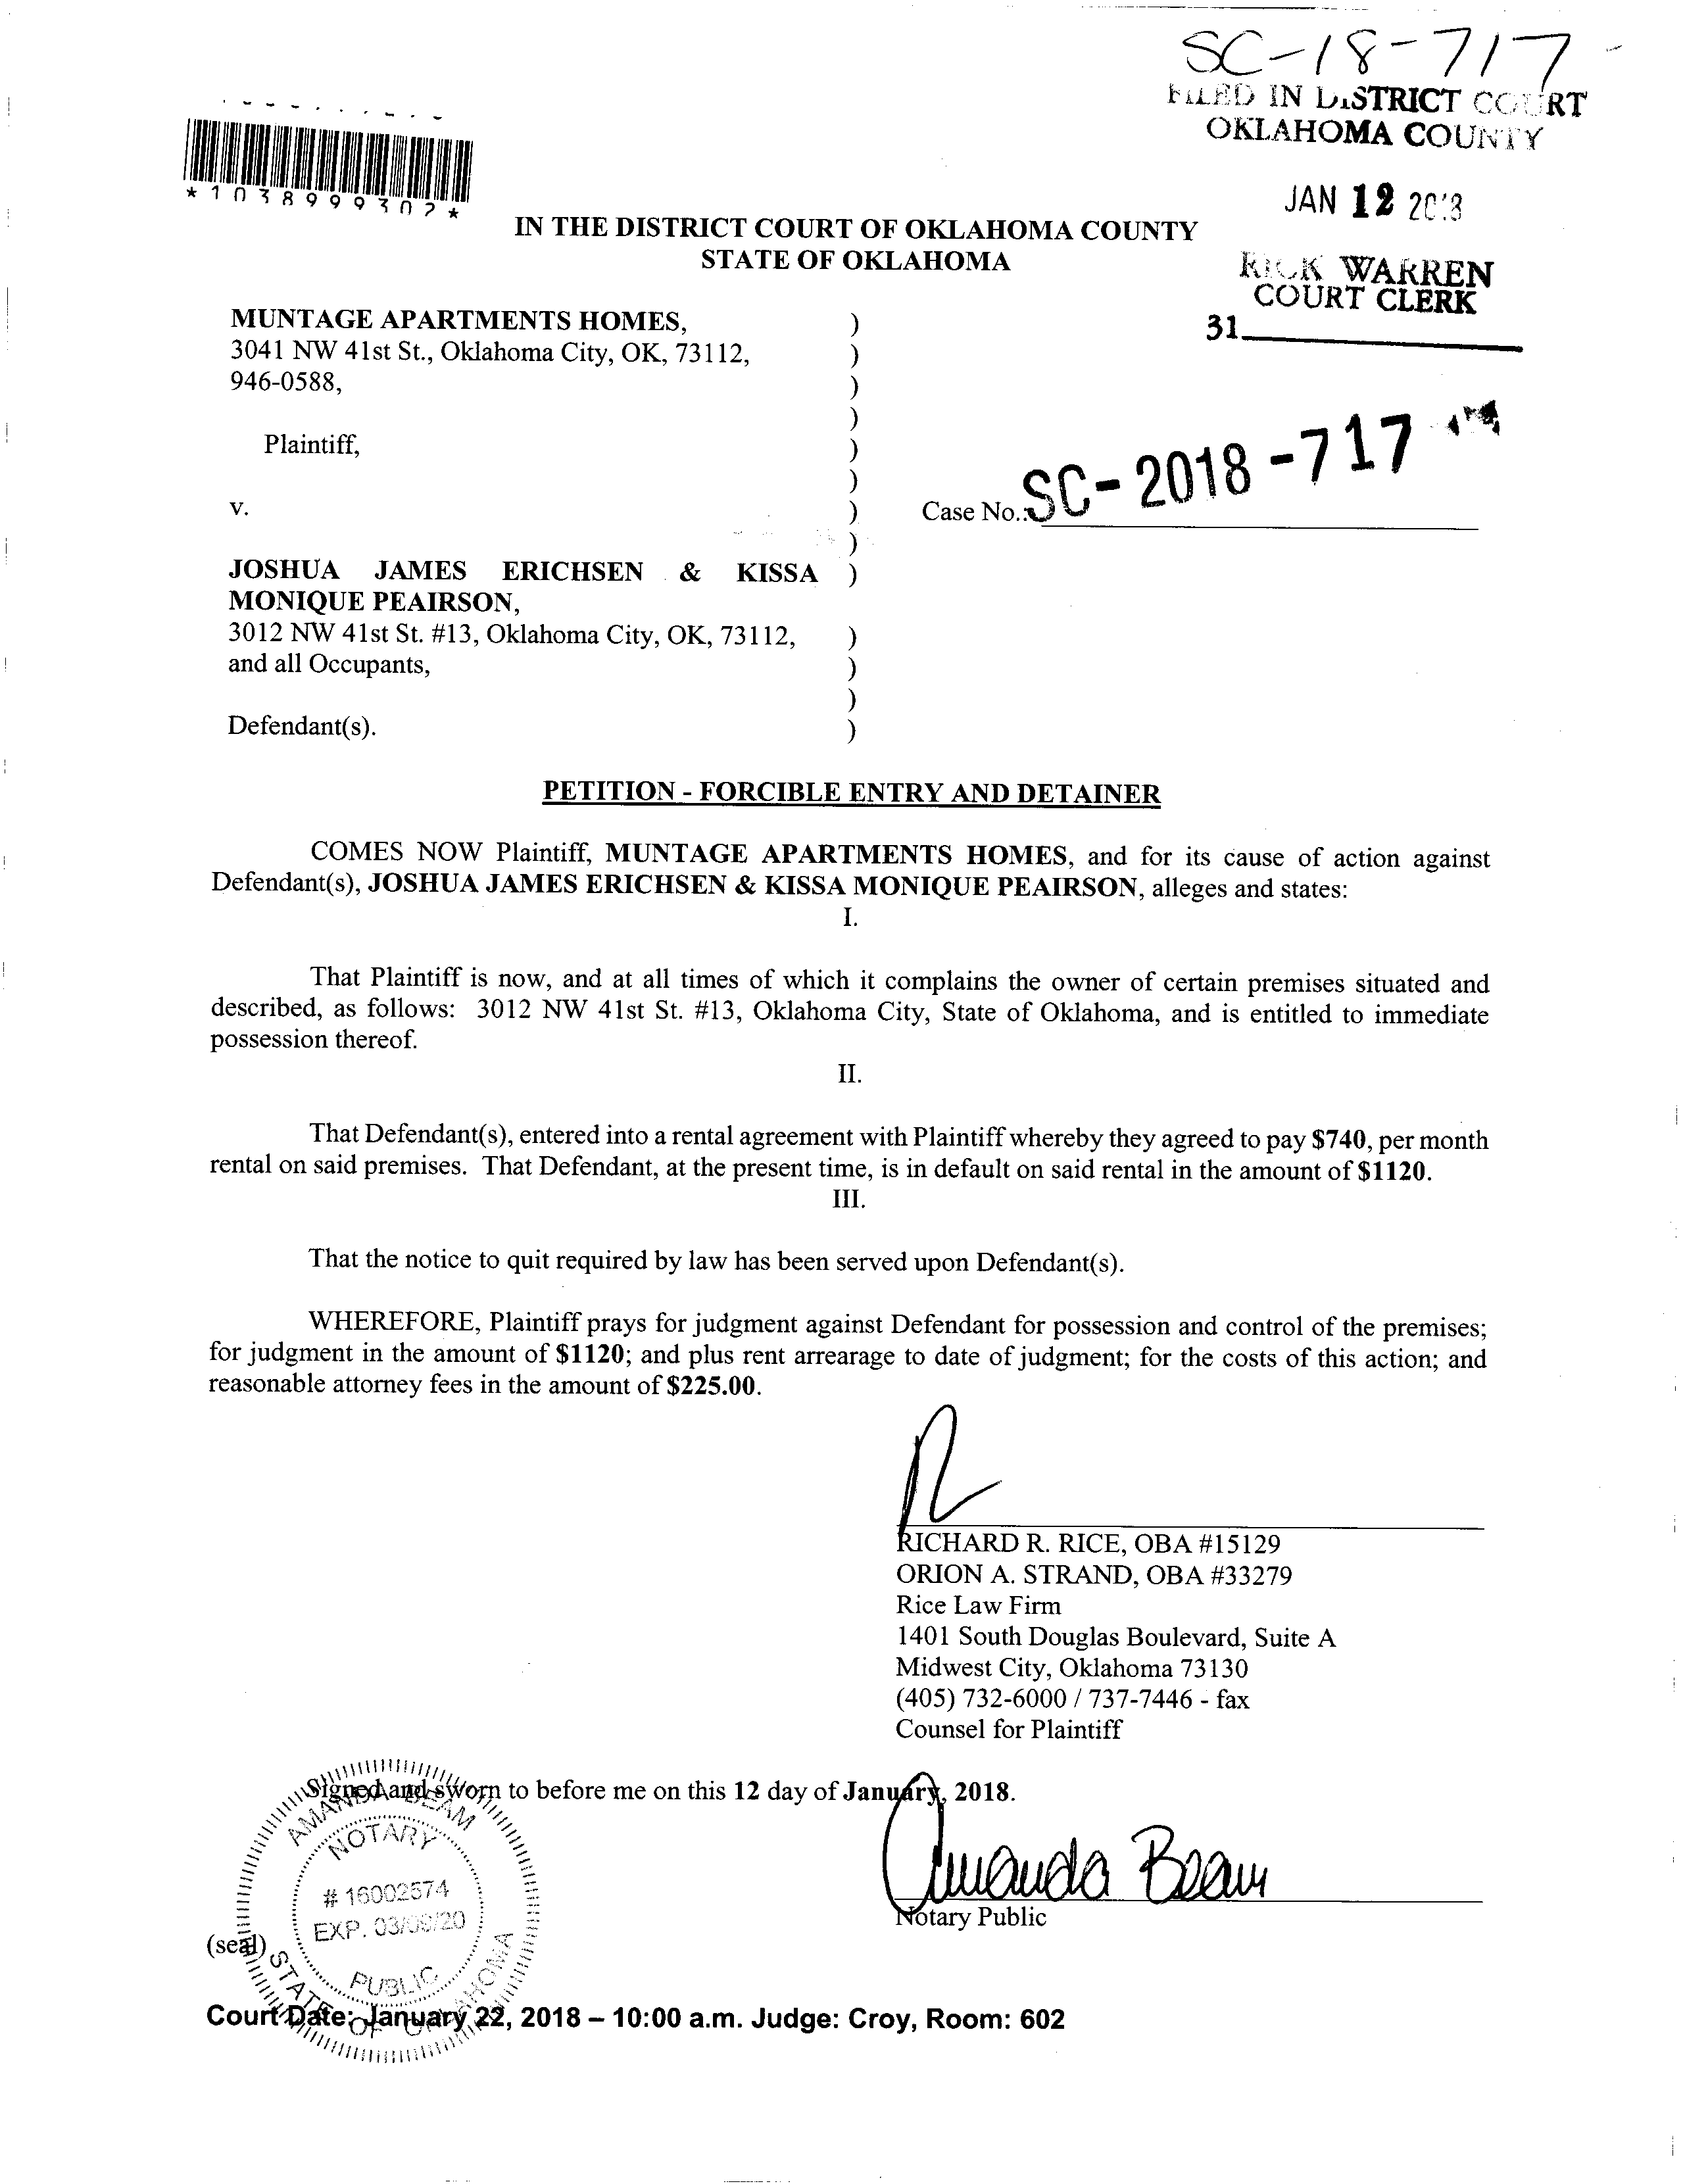 SC-18-717
FILED IN DISTRICT COURT
OKLAHOMA COUNTY
JAN 12 2018
RICK WARREN
COURT CLERK
31
*1038999302*
IN THE DISTRICT COURT OF OKLAHOMA COUNTY
STATE OF OKLAHOMA
MUNTAGE APARTMENTS HOMES, )
3041 NW 41st St., Oklahoma City, OK, 73112, )
946-0588, )
)
Plaintiff, )
)
v. ) Case No.: SC-2018-717
)
JOSHUA JAMES ERICHSEN & KISSA )
MONIQUE PEAIRSON,
3012 NW 41st St. #13, Oklahoma City, OK, 73112, )
and all Occupants, )
)
Defendant(s). )
PETITION - FORCIBLE ENTRY AND DETAINER
COMES NOW Plaintiff, MUNTAGE APARTMENTS HOMES, and for its cause of action against
Defendant(s), JOSHUA JAMES ERICHSEN & KISSA MONIQUE PEAIRSON, alleges and states:
I.
That Plaintiff is now, and at all times of which it complains the owner of certain premises situated and
described, as follows: 3012 NW 41st St. #13, Oklahoma City, State of Oklahoma, and is entitled to immediate
possession thereof.
II.
That Defendant(s), entered into a rental agreement with Plaintiff whereby they agreed to pay $740, per month
rental on said premises. That Defendant, at the present time, is in default on said rental in the amount of $1120.
III.
That the notice to quit required by law has been served upon Defendant(s).
WHEREFORE, Plaintiff prays for judgment against Defendant for possession and control of the premises;
for judgment in the amount of $1120; and plus rent arrearage to date of judgment; for the costs of this action; and
reasonable attorney fees in the amount of $225.00.
RICHARD R. RICE, OBA #15129
ORION A. STRAND, OBA #33279
Rice Law Firm
1401 South Douglas Boulevard, Suite A
Midwest City, Oklahoma 73130
(405) 732-6000 / 737-7446 - fax
Counsel for Plaintiff
Signed and sworn to before me on this 12 day of January, 2018.
AMANDA BEAM
NOTARY
# 16002574
EXP.
PUBLIC
STATE OF OKLAHOMA
Amanda Beam
Notary Public
(seal)
Court Date: January 22, 2018 – 10:00 a.m. Judge: Croy, Room: 602